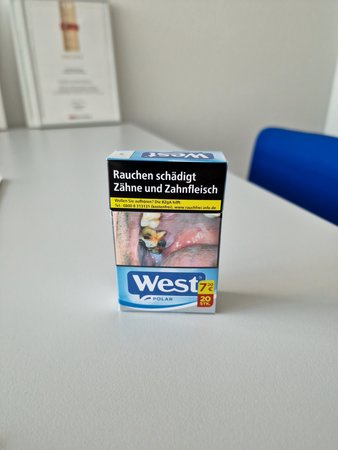 West
Rauchen schädigt
Zähne und Zahnfleisch
Wollen Sie aufhören? Die BZgA hilft:
Tel.: 0800 8 313131 (kostenfrei), www.rauchfrei-info.de
West
POLAR
7
€
20
STK.